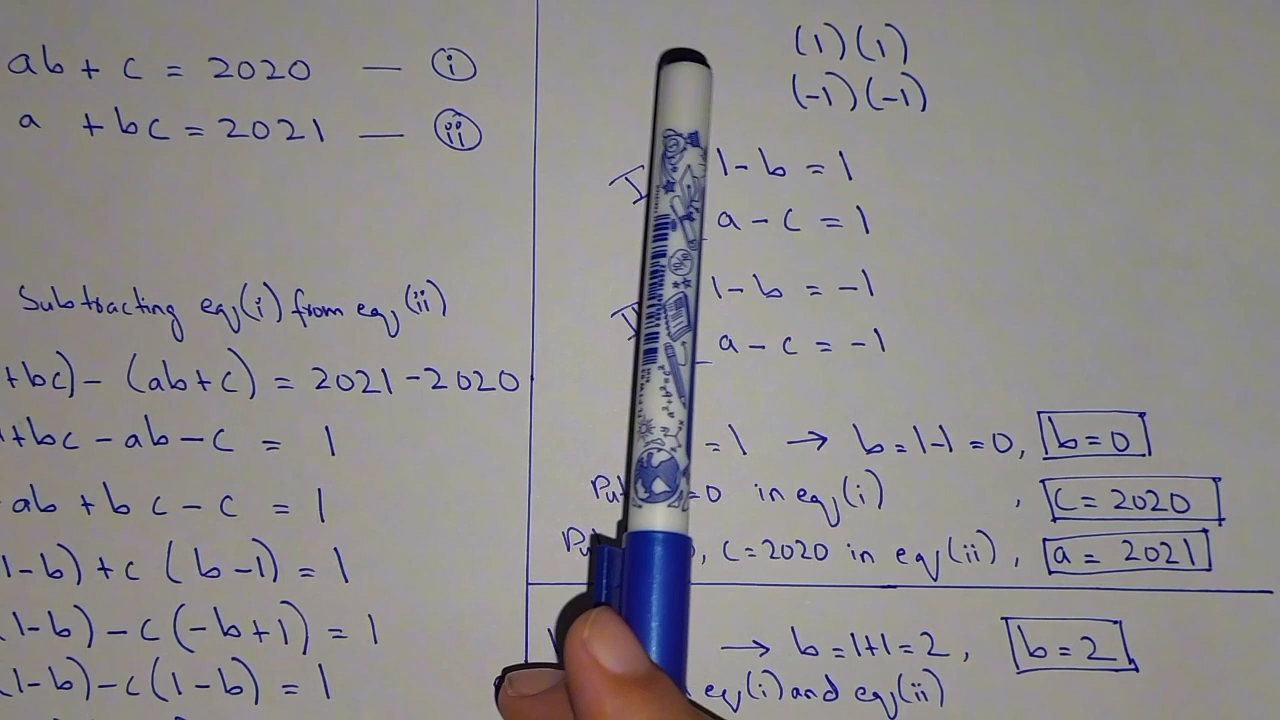 ab + c = 2020 — (i)
a + bc = 2021 — (ii)
Subtracting eq(i) from eq(ii)
+bc) - (ab+c) = 2021-2020
+bc - ab - c = 1
ab + bc - c = 1
1-b) + c (b-1) = 1
(1-b) - c(-b+1) = 1
(1-b) - c(1-b) = 1
(1)(1)
(-1)(-1)
I
1-b = 1
a-c = 1
1-b = -1
a-c = -1
=1 → b=1-1=0, b=0
Put =0 in eq(i) , c=2020
, c=2020 in eq(ii), a = 2021
→ b=1+1=2, b=2
eq(i) and eq(ii)